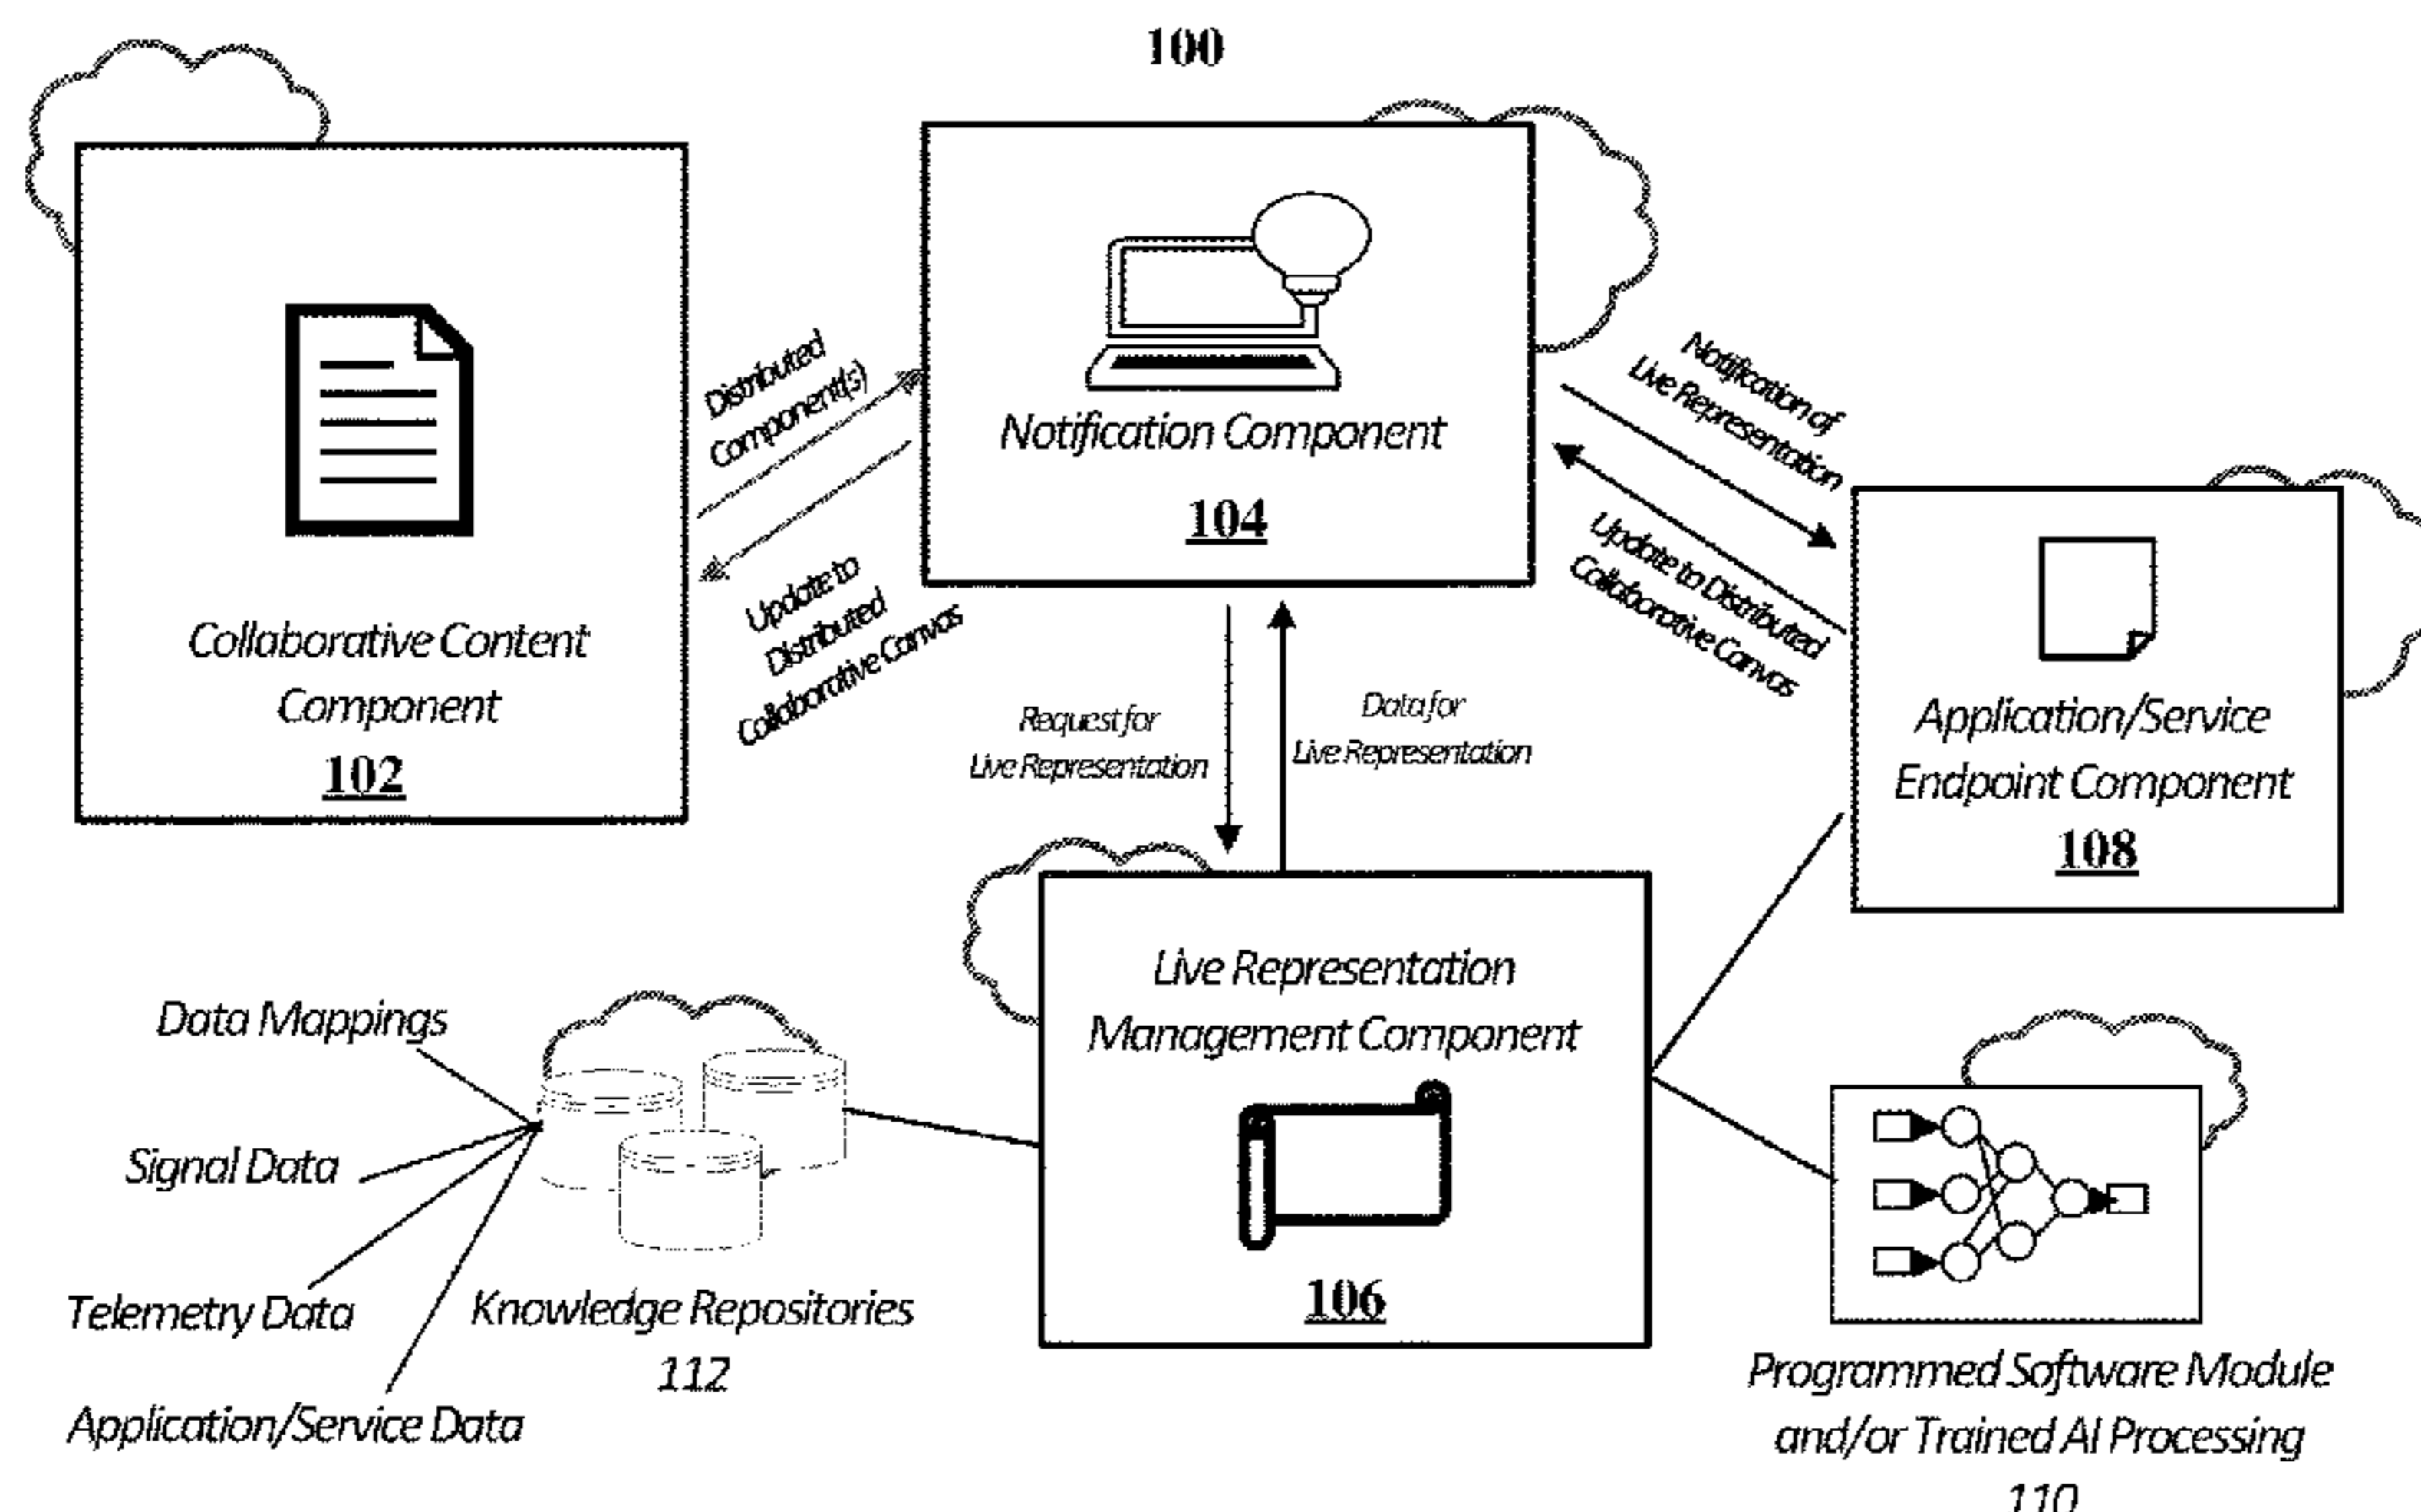 100
Distributed
Component(s)
Notification Component
104
Notification of
Live Representation
Collaborative Content
Component
102
Update to
Distributed
Collaborative Canvas
Update to Distributed
Collaborative Canvas
Request for
Live Representation
Data for
Live Representation
Application/Service
Endpoint Component
108
Live Representation
Management Component
106
Data Mappings
Signal Data
Telemetry Data
Application/Service Data
Knowledge Repositories
112
Programmed Software Module
and/or Trained AI Processing
110